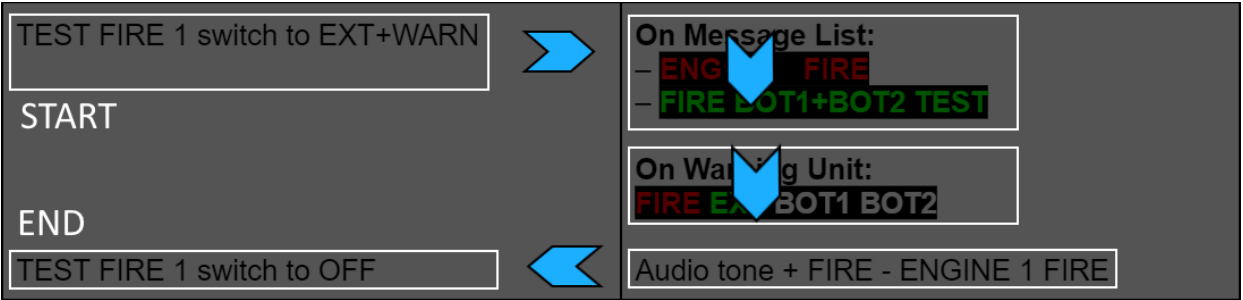 TEST FIRE 1 switch to EXT+WARN
START
On Message List:
– ENG FIRE
– FIRE BOT1+BOT2 TEST
On Warning Unit:
FIRE EXT BOT1 BOT2
Audio tone + FIRE - ENGINE 1 FIRE
END
TEST FIRE 1 switch to OFF